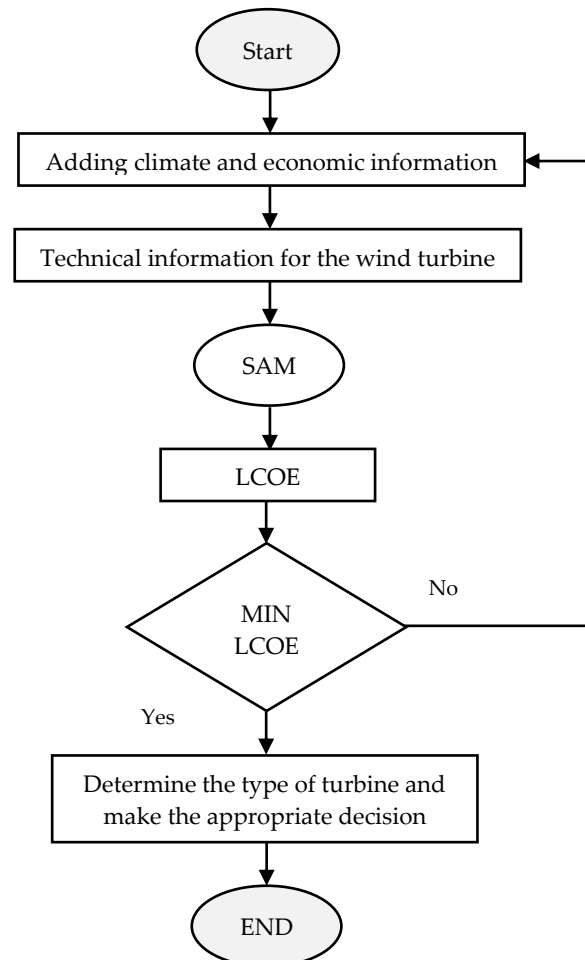 Start
Adding climate and economic information
Technical information for the wind turbine
SAM
LCOE
MIN
LCOE
No
Yes
Determine the type of turbine and
make the appropriate decision
END